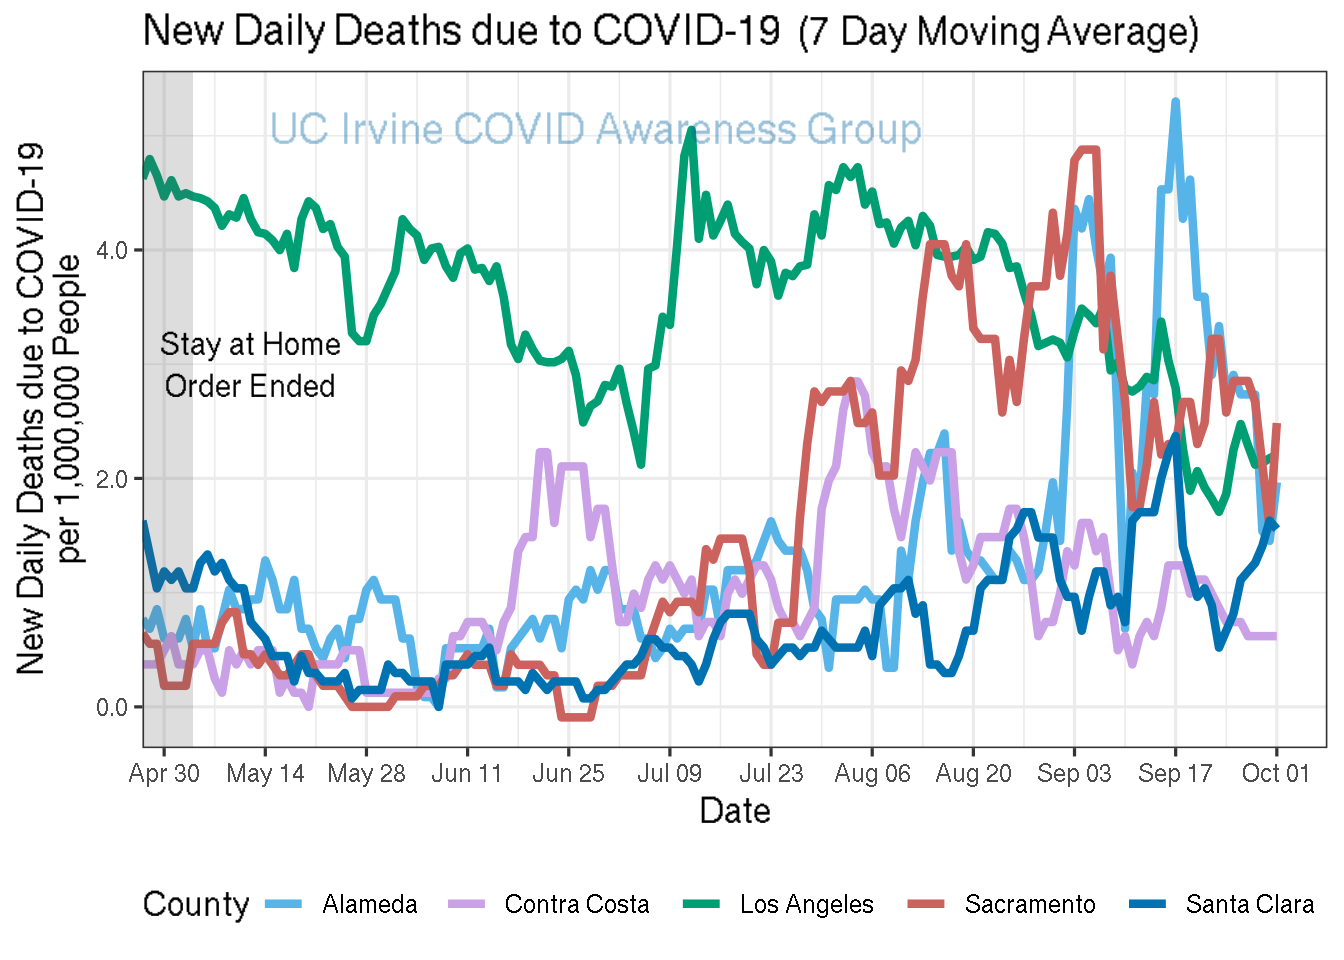 New Daily Deaths due to COVID-19 (7 Day Moving Average)
UC Irvine COVID Awareness Group
New Daily Deaths due to COVID-19
per 1,000,000 People
4.0
2.0
0.0
Stay at Home
Order Ended
Apr 30 May 14 May 28 Jun 11 Jun 25 Jul 09 Jul 23 Aug 06 Aug 20 Sep 03 Sep 17 Oct 01
Date
County Alameda Contra Costa Los Angeles Sacramento Santa Clara